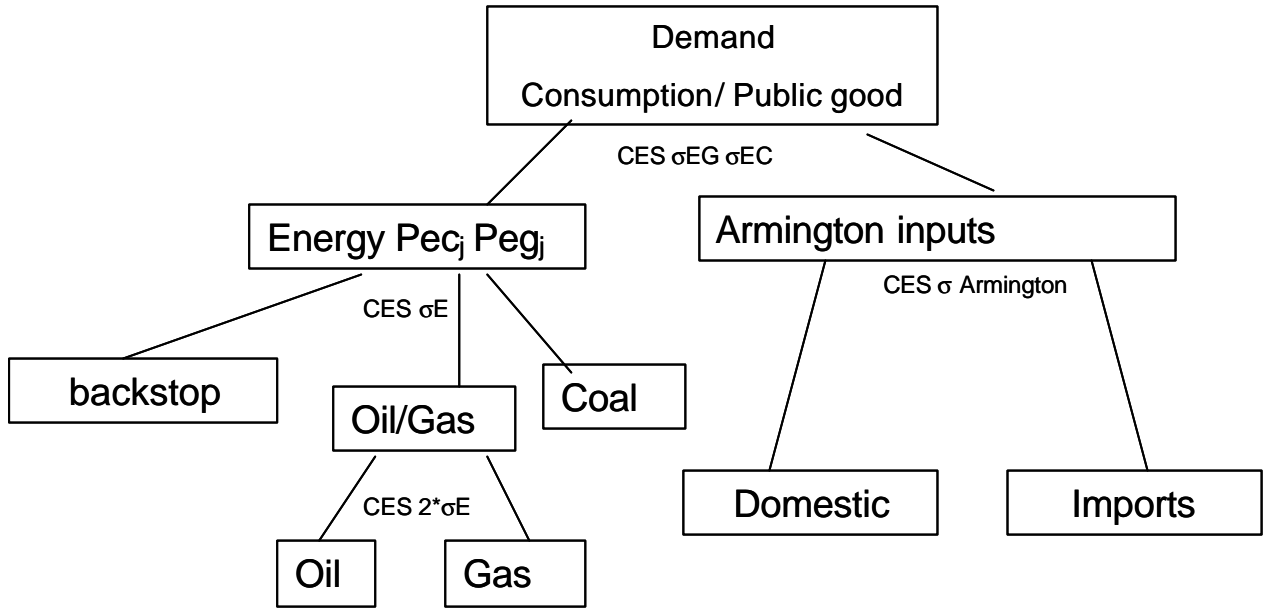 Demand
Consumption/ Public good
CES σEG σEC
Energy Pecj Pegj
Armington inputs
CES σE
CES σ Armington
backstop
Oil/Gas
Coal
CES 2*σE
Domestic
Imports
Oil
Gas